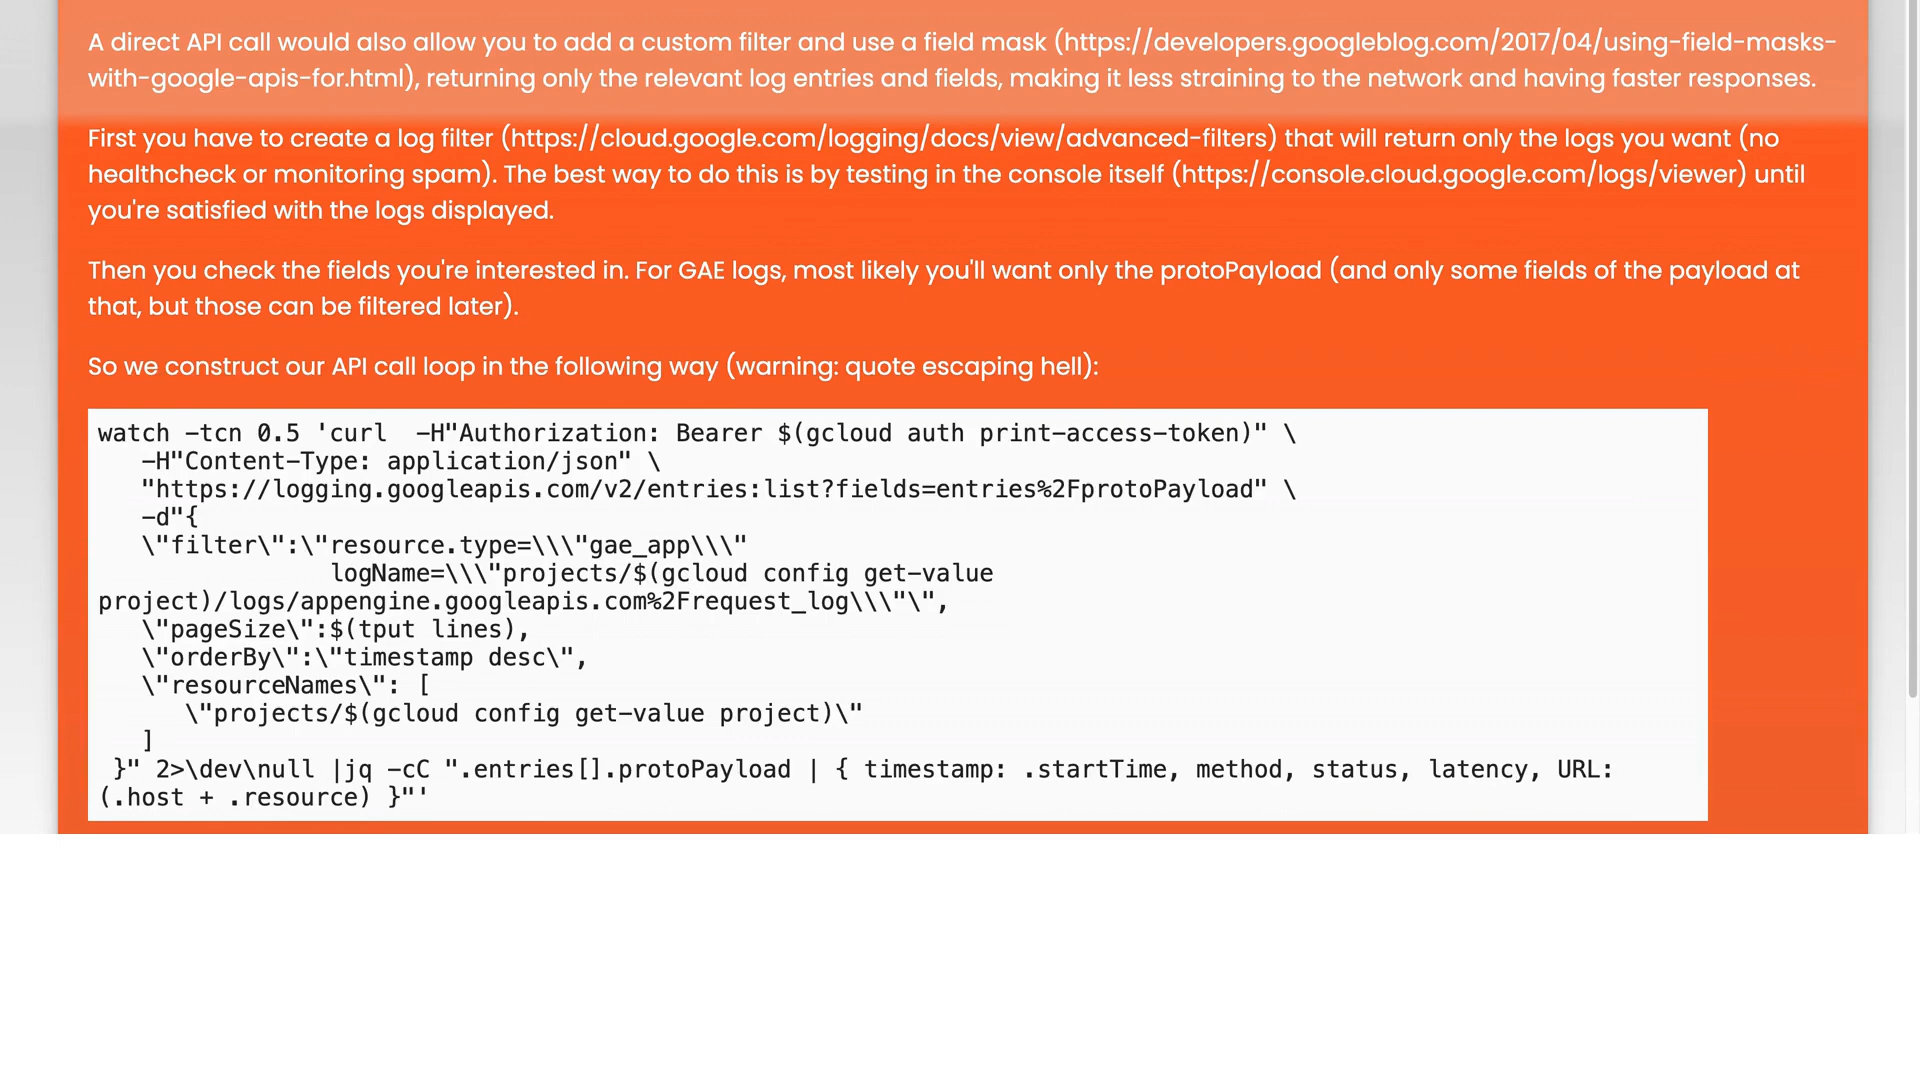 A direct API call would also allow you to add a custom filter and use a field mask (https://developers.googleblog.com/2017/04/using-field-masks-
with-google-apis-for.html), returning only the relevant log entries and fields, making it less straining to the network and having faster responses.
First you have to create a log filter (https://cloud.google.com/logging/docs/view/advanced-filters) that will return only the logs you want (no
healthcheck or monitoring spam). The best way to do this is by testing in the console itself (https://console.cloud.google.com/logs/viewer) until
you're satisfied with the logs displayed.
Then you check the fields you're interested in. For GAE logs, most likely you'll want only the protoPayload (and only some fields of the payload at
that, but those can be filtered later).
So we construct our API call loop in the following way (warning: quote escaping hell):
watch -tcn 0.5 'curl  -H"Authorization: Bearer $(gcloud auth print-access-token)" \
   -H"Content-Type: application/json" \
   "https://logging.googleapis.com/v2/entries:list?fields=entries%2FprotoPayload" \
   -d"{
   \"filter\":\"resource.type=\\\"gae_app\\\"
                logName=\\\"projects/$(gcloud config get-value
project)/logs/appengine.googleapis.com%2Frequest_log\\\"\",
   \"pageSize\":$(tput lines),
   \"orderBy\":\"timestamp desc\",
   \"resourceNames\": [
      \"projects/$(gcloud config get-value project)\"
   ]
 }" 2>\dev\null |jq -cC ".entries[].protoPayload | { timestamp: .startTime, method, status, latency, URL:
(.host + .resource) }"'